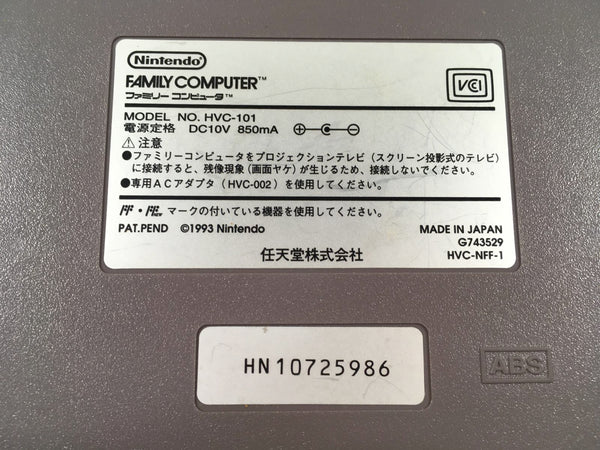 Nintendo
FAMILY COMPUTER™
ファミリー コンピュータ™
VCI
MODEL NO. HVC-101
電源定格 DC10V 850mA
注意
●ファミリーコンピュータをプロジェクションテレビ（スクリーン投影式のテレビ）
に接続すると、残像現象（画面ヤケ）が生じるため、接続しないでください。
●専用ACアダプタ（HVC-002）を使用してください。
マークの付いている機器を使用してください。
PAT.PEND ©1993 Nintendo
MADE IN JAPAN
G743529
任天堂株式会社
HVC-NFF-1
HN10725986
ABS